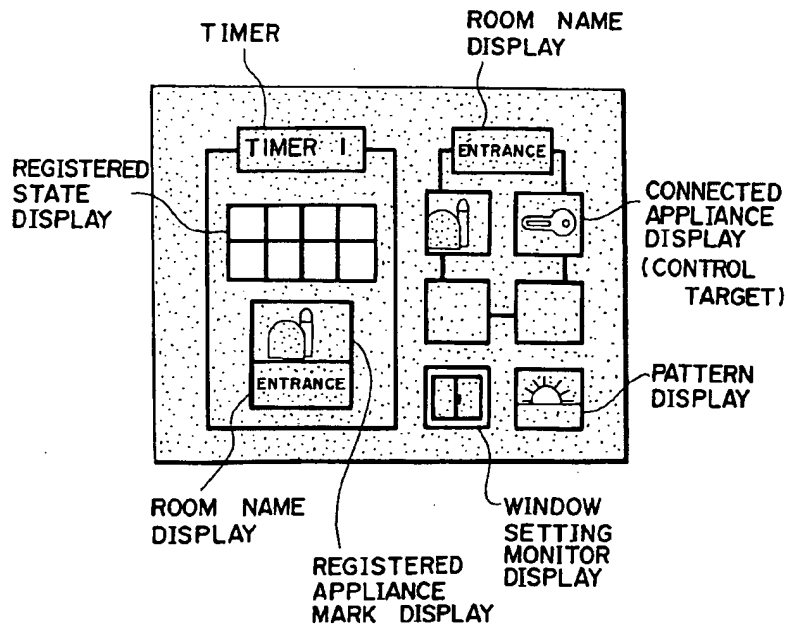 TIMER
ROOM NAME
DISPLAY
TIMER 1
ENTRANCE
REGISTERED
STATE
DISPLAY
CONNECTED
APPLIANCE
DISPLAY
(CONTROL
TARGET)
ENTRANCE
PATTERN
DISPLAY
ROOM NAME
DISPLAY
WINDOW
SETTING
MONITOR
DISPLAY
REGISTERED
APPLIANCE
MARK DISPLAY